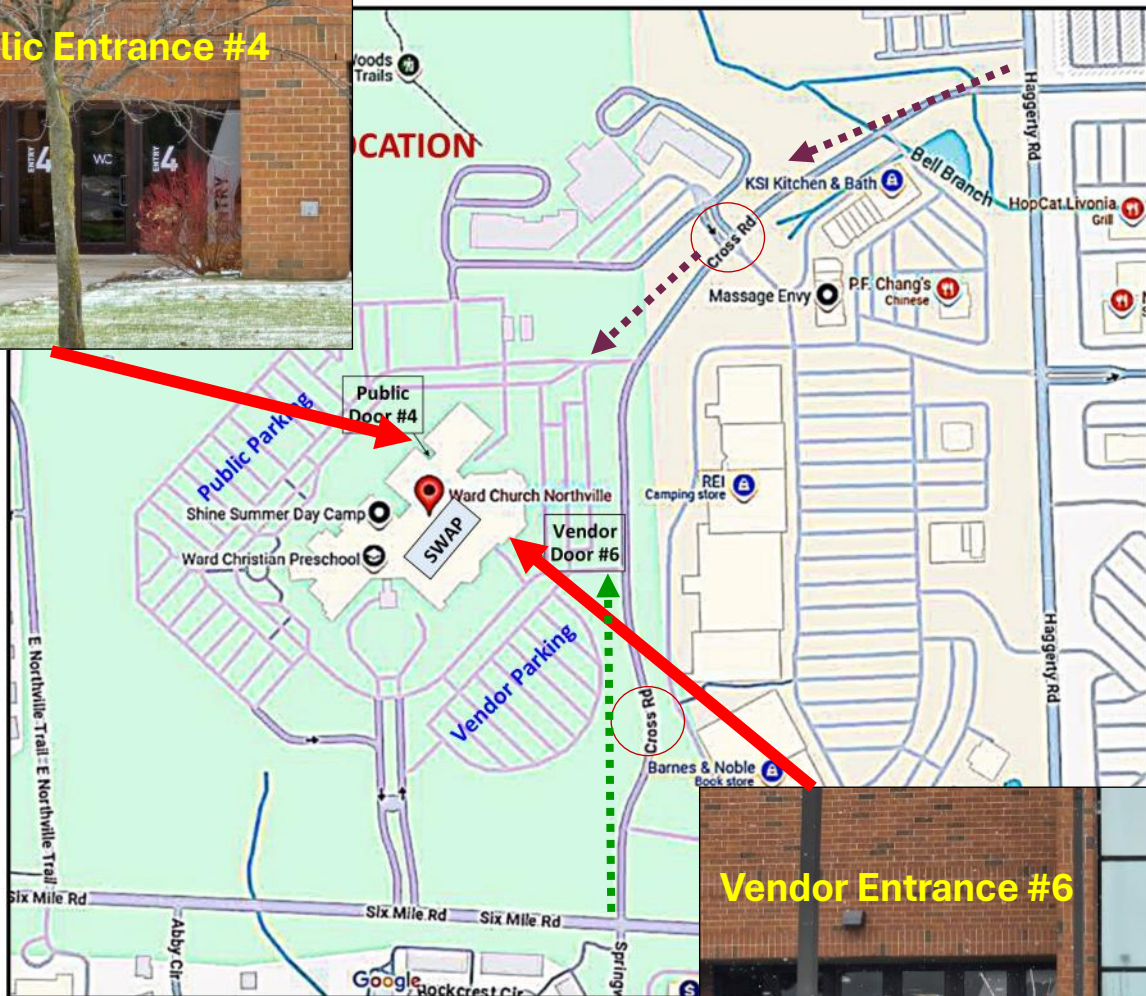 lic Entrance #4
ENTRY
4
WC
ENTRY
4
Woods
Trails
CATION
Haggerty Rd
Bell Branch
KSI Kitchen & Bath
HopCat Livonia
Grill
Cross Rd
P.F. Chang's
Chinese
Massage Envy
Public
Door #4
Public Parking
REI
Camping store
Ward Church Northville
Shine Summer Day Camp
SWAP
Vendor
Door #6
Ward Christian Preschool
Vendor Parking
Haggerty Rd
E Northville Trail
E Northville Trail
Cross Rd
Barnes & Noble
Book store
Vendor Entrance #6
Six Mile Rd
Six Mile Rd
Six Mile Rd
Abby Cir
Springv
Google
Rockcrest Cir